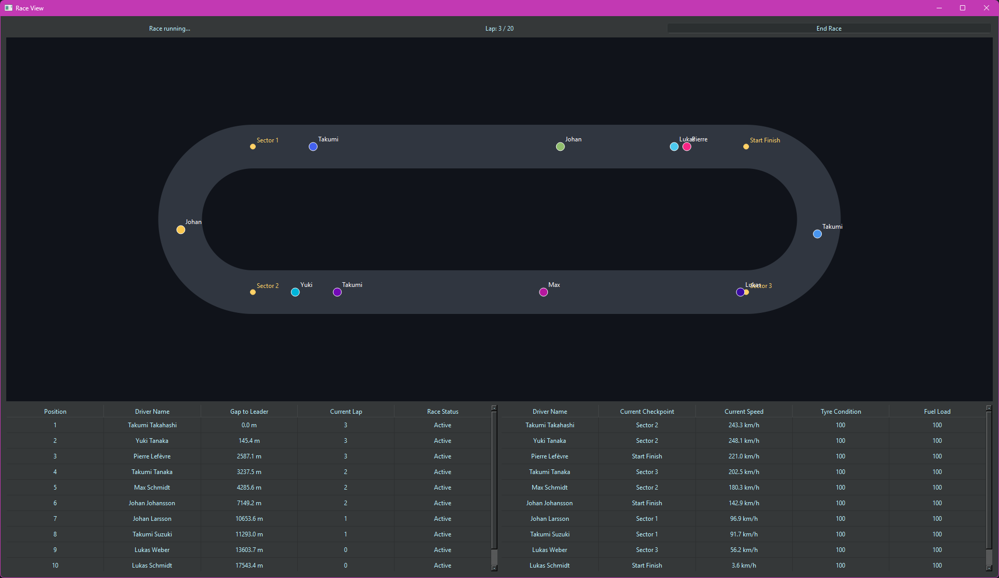 Race View
Race running...
Lap: 3 / 20
End Race
Sector 1
Takumi
Johan
Lukas
Pierre
Start Finish
Johan
Takumi
Sector 2
Yuki
Takumi
Max
Lukas
Sector 3
Position Driver Name Gap to Leader Current Lap Race Status
1 Takumi Takahashi 0.0 m 3 Active
2 Yuki Tanaka 145.4 m 3 Active
3 Pierre Lefèvre 2587.1 m 3 Active
4 Takumi Tanaka 3237.5 m 2 Active
5 Max Schmidt 4285.6 m 2 Active
6 Johan Johansson 7149.2 m 2 Active
7 Johan Larsson 10653.6 m 1 Active
8 Takumi Suzuki 11293.0 m 1 Active
9 Lukas Weber 13603.7 m 0 Active
10 Lukas Schmidt 17543.4 m 0 Active
Driver Name Current Checkpoint Current Speed Tyre Condition Fuel Load
Takumi Takahashi Sector 2 243.3 km/h 100 100
Yuki Tanaka Sector 2 248.1 km/h 100 100
Pierre Lefèvre Start Finish 221.0 km/h 100 100
Takumi Tanaka Sector 3 202.5 km/h 100 100
Max Schmidt Sector 2 180.3 km/h 100 100
Johan Johansson Start Finish 142.9 km/h 100 100
Johan Larsson Sector 1 96.9 km/h 100 100
Takumi Suzuki Sector 1 91.7 km/h 100 100
Lukas Weber Sector 3 56.2 km/h 100 100
Lukas Schmidt Start Finish 3.6 km/h 100 100